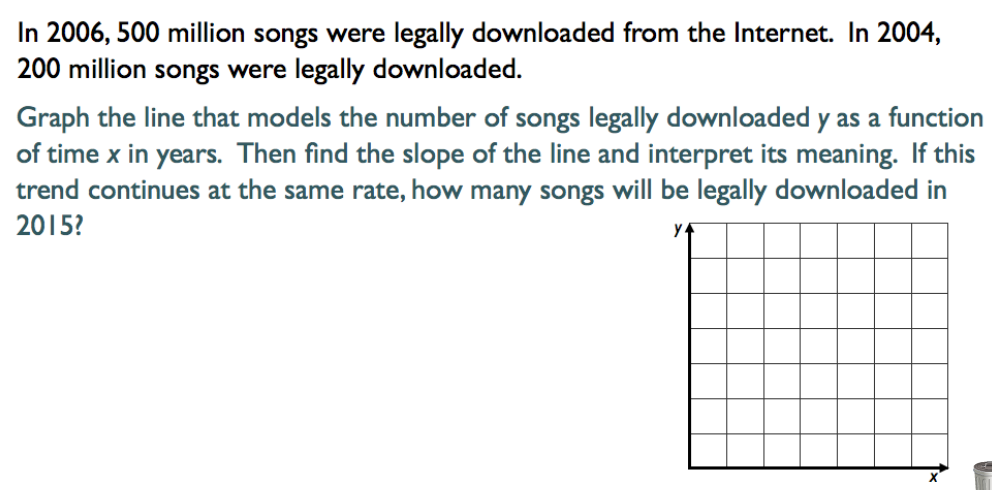 In 2006, 500 million songs were legally downloaded from the Internet. In 2004,
200 million songs were legally downloaded.
Graph the line that models the number of songs legally downloaded y as a function
of time x in years. Then find the slope of the line and interpret its meaning. If this
trend continues at the same rate, how many songs will be legally downloaded in
2015?
y
x